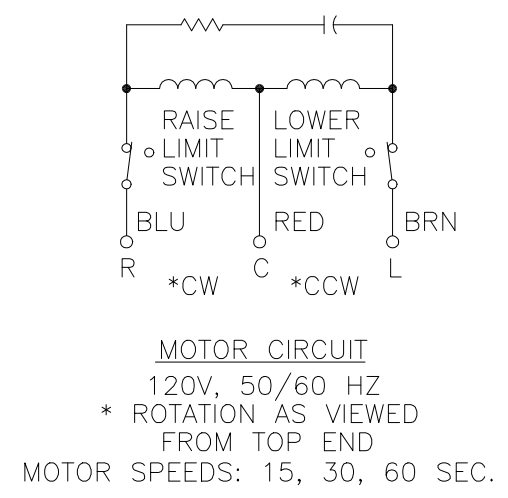 RAISE LOWER
LIMIT LIMIT
SWITCH SWITCH
BLU RED BRN
R C L
*CW *CCW
MOTOR CIRCUIT
120V, 50/60 HZ
* ROTATION AS VIEWED
FROM TOP END
MOTOR SPEEDS: 15, 30, 60 SEC.